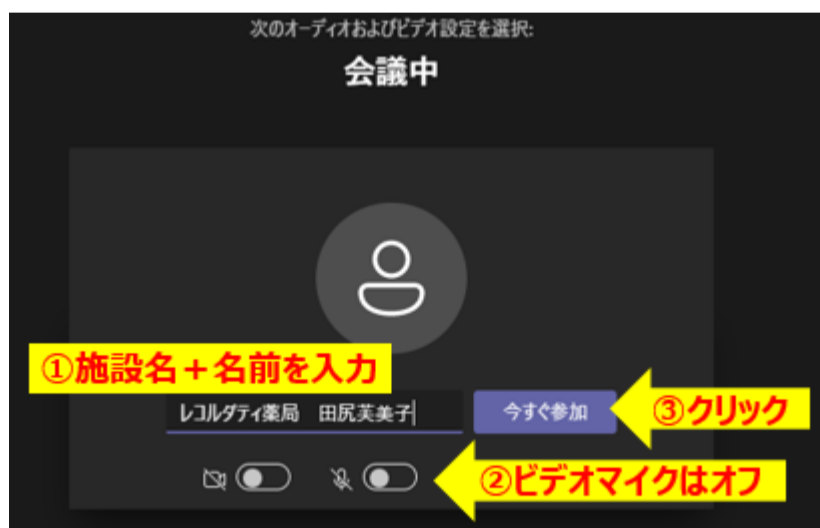 次のオーディオおよびビデオ設定を選択:
会議中
①施設名＋名前を入力
レコルダティ薬局　田尻芙美子
今すぐ参加
③クリック
②ビデオマイクはオフ